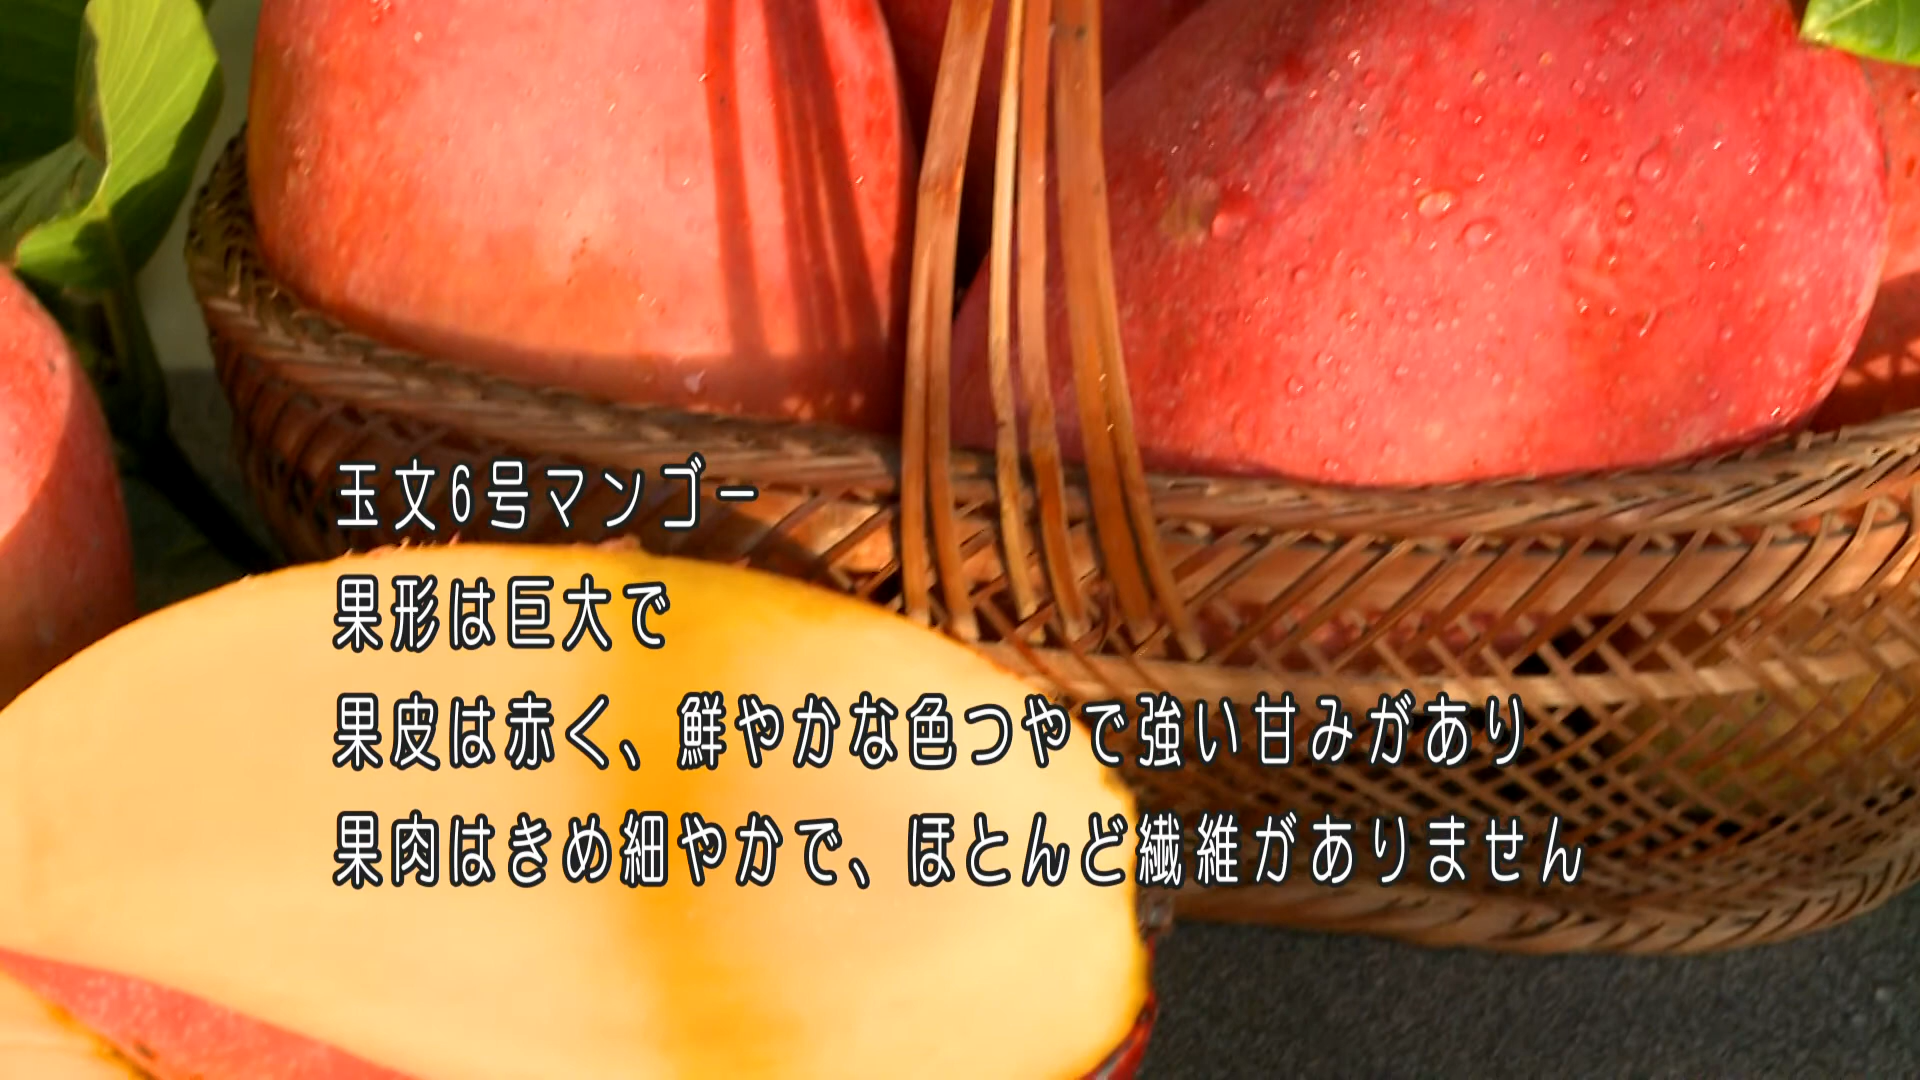 玉文6号マンゴー
果形は巨大で
果皮は赤く、鮮やかな色つやで強い甘みがあり
果肉はきめ細やかで、ほとんど繊維がありません